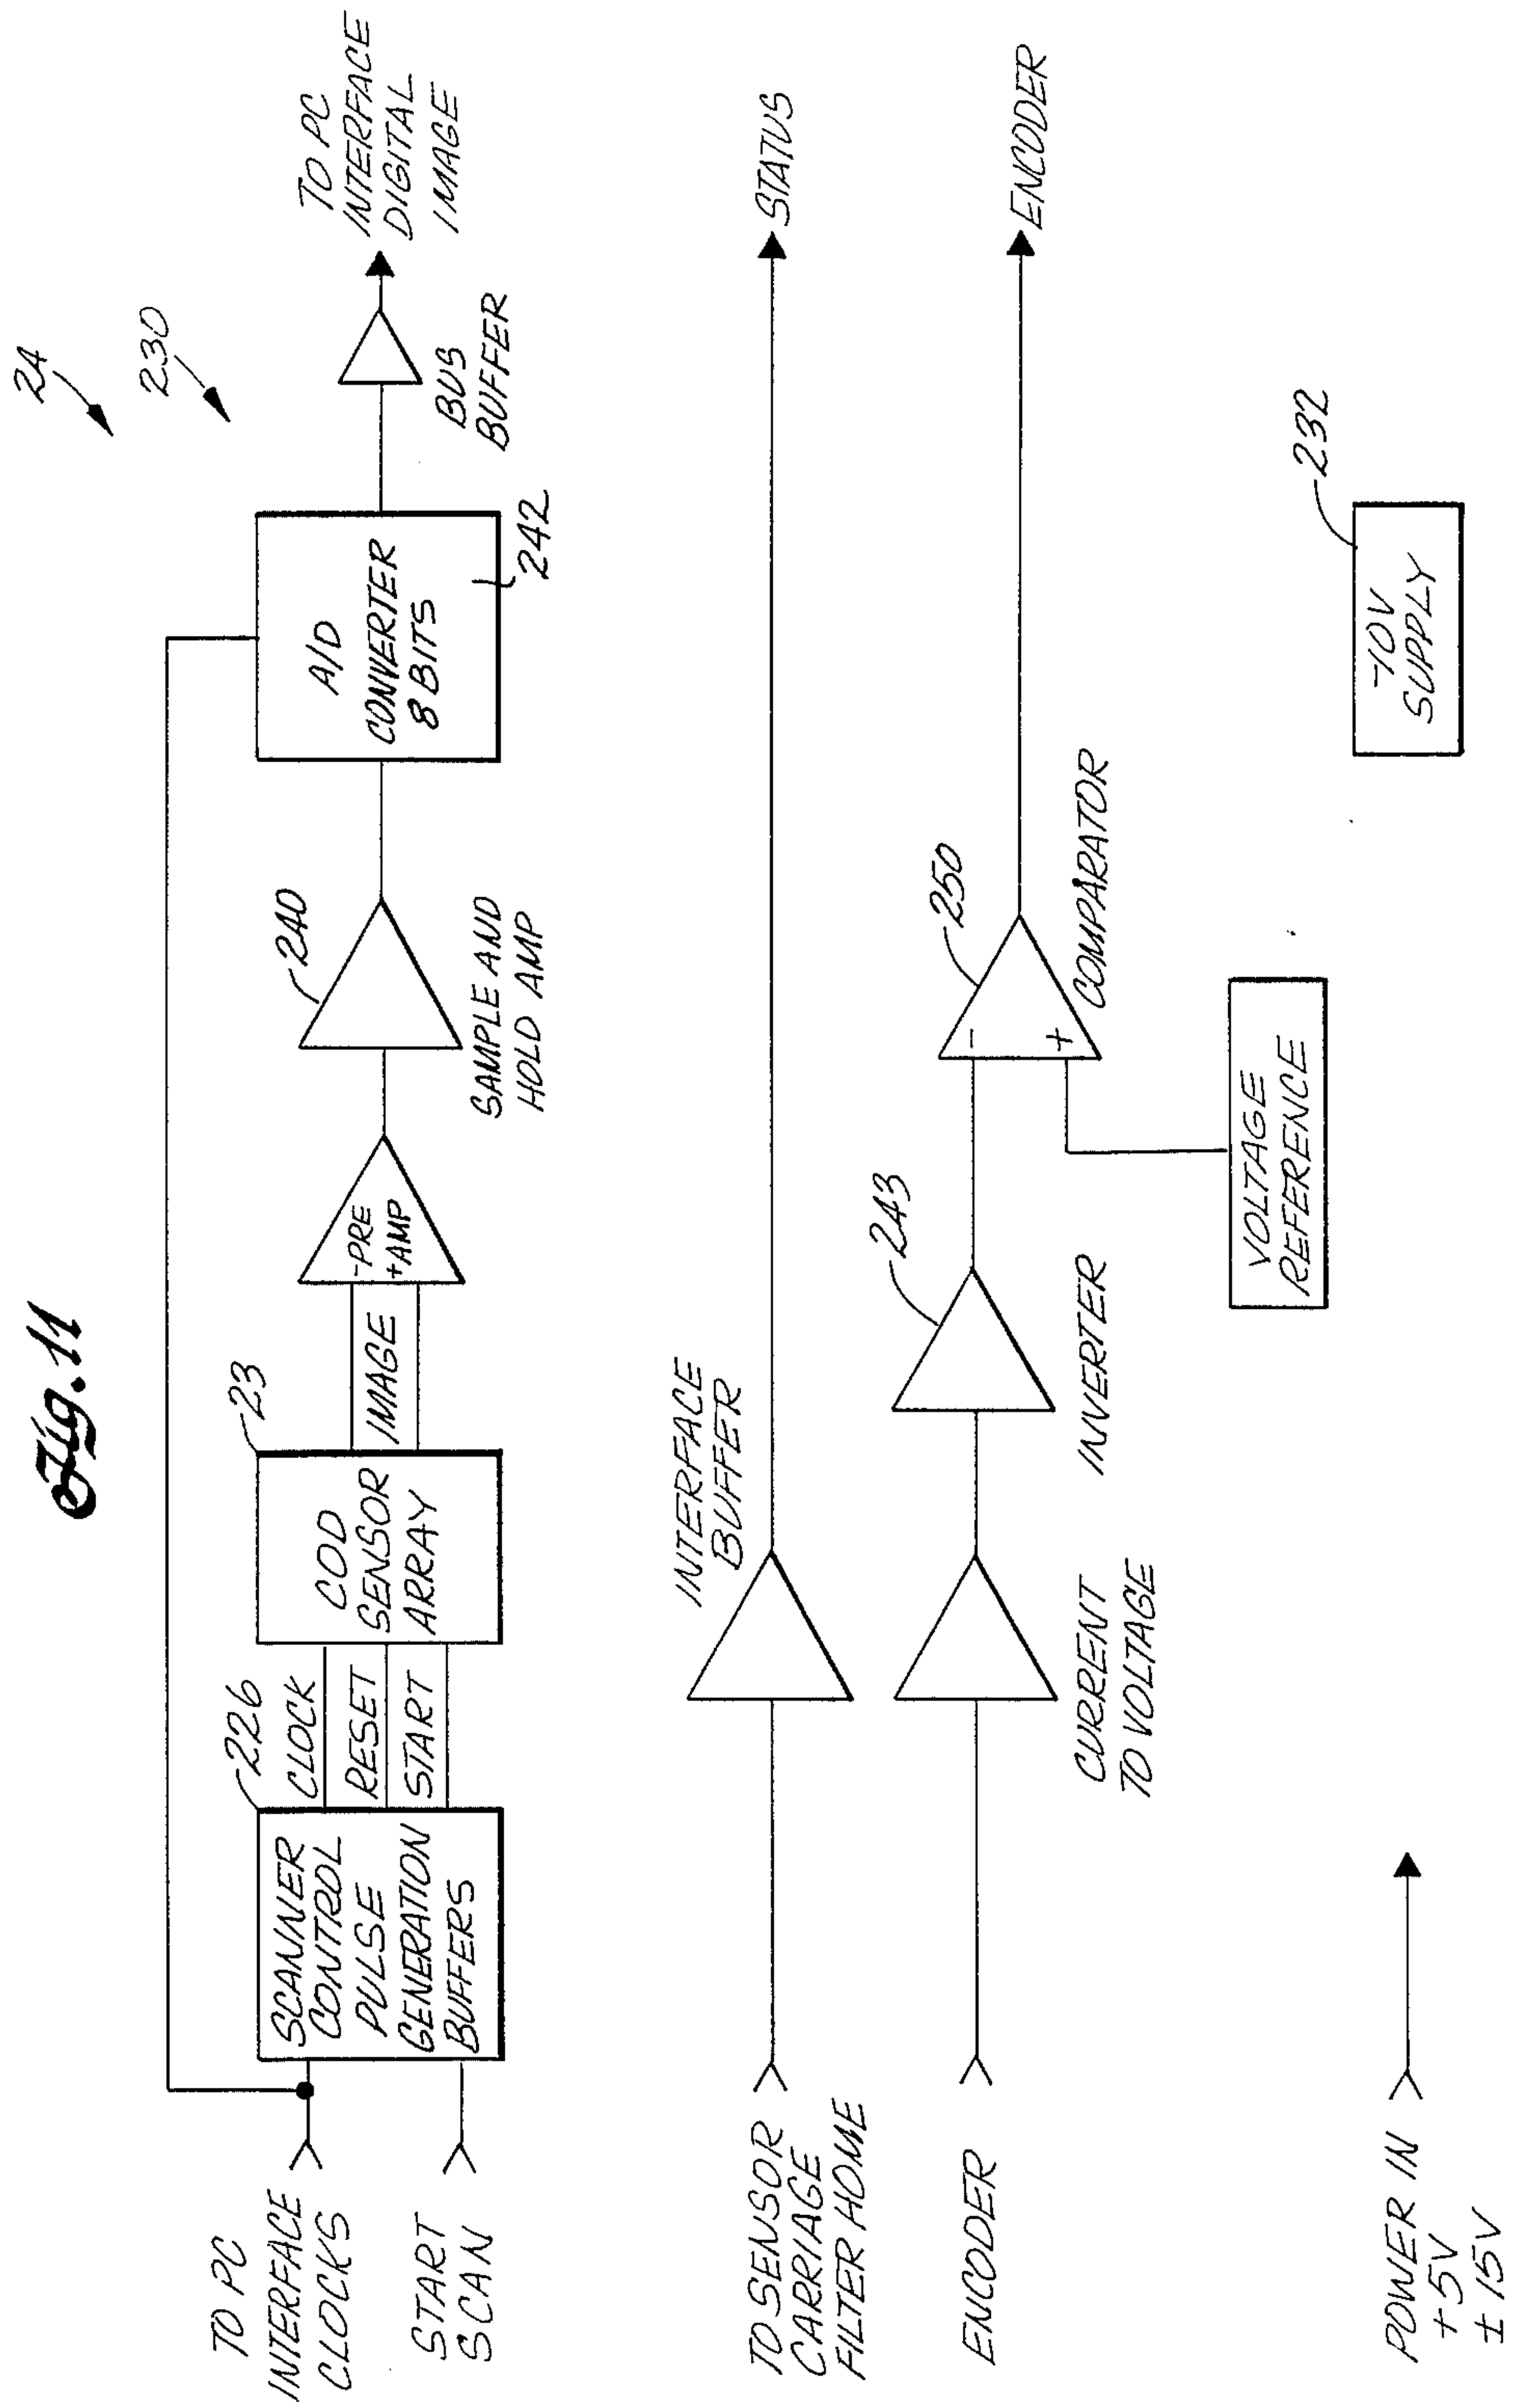 Fig. 11
24
230
TO PC
INTERFACE
CLOCKS
START
SCAN
226
SCANNER
CONTROL
PULSE
GENERATION
BUFFERS
CLOCK
RESET
START
23
COD
SENSOR
ARRAY
IMAGE
-PRE
+AMP
240
SAMPLE AND
HOLD AMP
A/D
CONVERTER
8 BITS
242
BUS
BUFFER
TO PC
INTERFACE
DIGITAL
IMAGE
TO SENSOR
CARRIAGE
FILTER HOME
INTERFACE
BUFFER
STATUS
ENCODER
CURRENT
TO VOLTAGE
243
INVERTER
250
-
+
COMPARATOR
ENCODER
VOLTAGE
REFERENCE
232
-10V
SUPPLY
POWER IN
+5V
± 15V